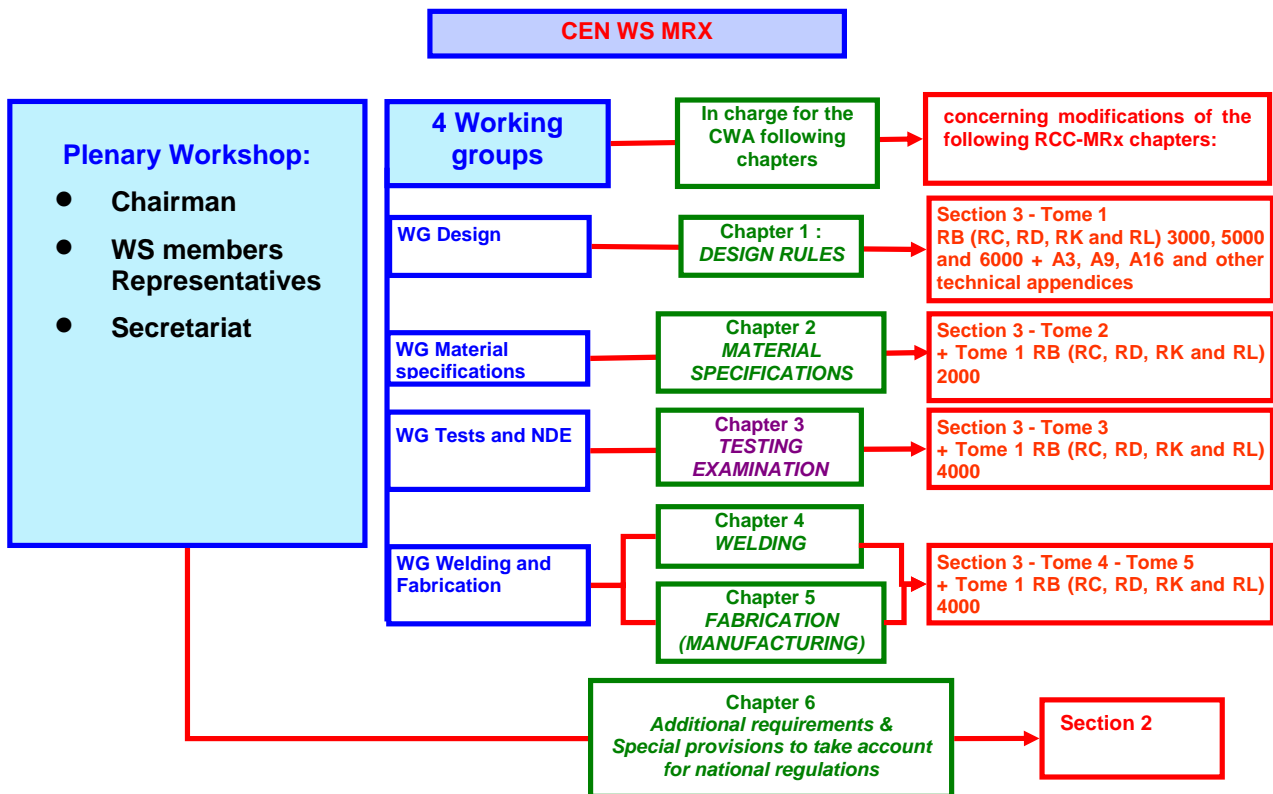 CEN WS MRX
Plenary Workshop:
● Chairman
● WS members
Representatives
● Secretariat
4 Working
groups
In charge for the
CWA following
chapters
concerning modifications of the
following RCC-MRx chapters:
WG Design
Chapter 1 :
DESIGN RULES
Section 3 - Tome 1
RB (RC, RD, RK and RL) 3000, 5000
and 6000 + A3, A9, A16 and other
technical appendices
WG Material
specifications
Chapter 2
MATERIAL
SPECIFICATIONS
Section 3 - Tome 2
+ Tome 1 RB (RC, RD, RK and RL)
2000
WG Tests and NDE
Chapter 3
TESTING
EXAMINATION
Section 3 - Tome 3
+ Tome 1 RB (RC, RD, RK and RL)
4000
WG Welding and
Fabrication
Chapter 4
WELDING
Chapter 5
FABRICATION
(MANUFACTURING)
Section 3 - Tome 4 - Tome 5
+ Tome 1 RB (RC, RD, RK and RL)
4000
Chapter 6
Additional requirements &
Special provisions to take account
for national regulations
Section 2